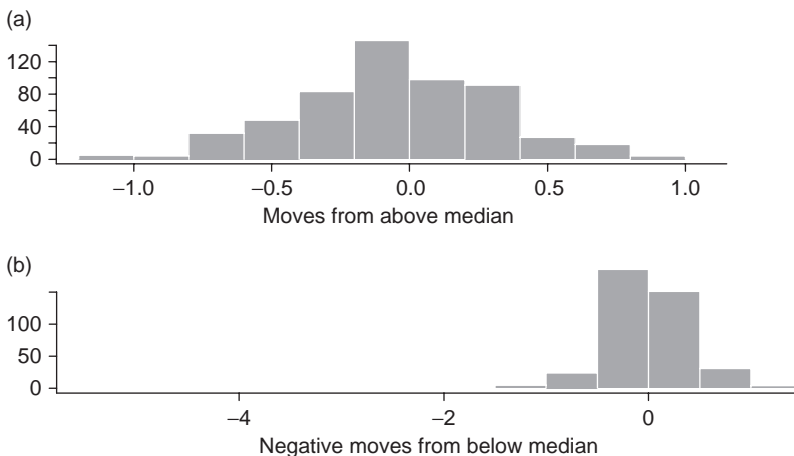 (a)
120
80
40
0
−1.0 −0.5 0.0 0.5 1.0
Moves from above median
(b)
100
50
0
−4 −2 0
Negative moves from below median